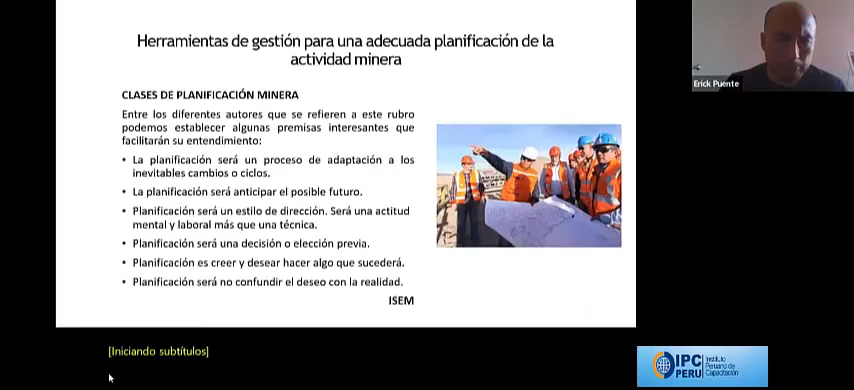 Herramientas de gestión para una adecuada planificación de la
actividad minera
CLASES DE PLANIFICACIÓN MINERA
Entre los diferentes autores que se refieren a este rubro
podemos establecer algunas premisas interesantes que
facilitarán su entendimiento:
• La planificación será un proceso de adaptación a los
inevitables cambios o ciclos.
• La planificación será anticipar el posible futuro.
• Planificación será un estilo de dirección. Será una actitud
mental y laboral más que una técnica.
• Planificación será una decisión o elección previa.
• Planificación es creer y desear hacer algo que sucederá.
• Planificación será no confundir el deseo con la realidad.
ISEM
Erick Puente
[Iniciando subtítulos]
IPC
PERU
Instituto
Peruano de
Capacitación